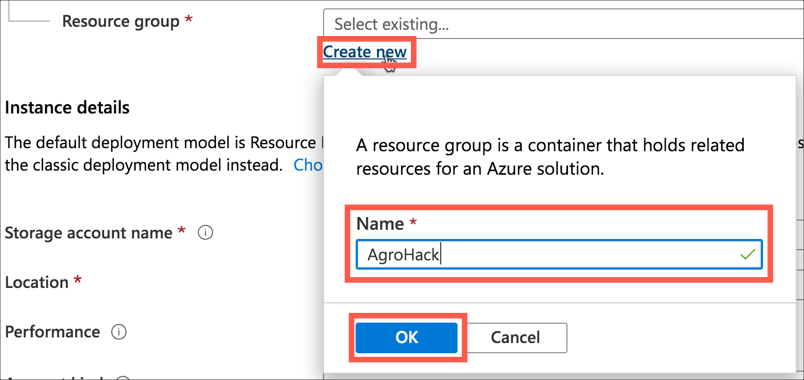 Resource group *
Select existing...
Create new
Instance details
The default deployment model is Resource
the classic deployment model instead. Cho
A resource group is a container that holds related
resources for an Azure solution.
Name *
AgroHack
Storage account name *
Location *
Performance
OK
Cancel